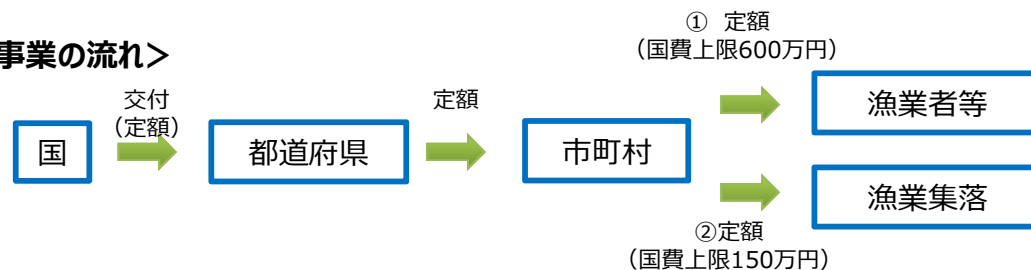 事業の流れ>
① 定額
（国費上限600万円）
交付
（定額）
定額
国
都道府県
市町村
漁業者等
漁業集落
②定額
（国費上限150万円）